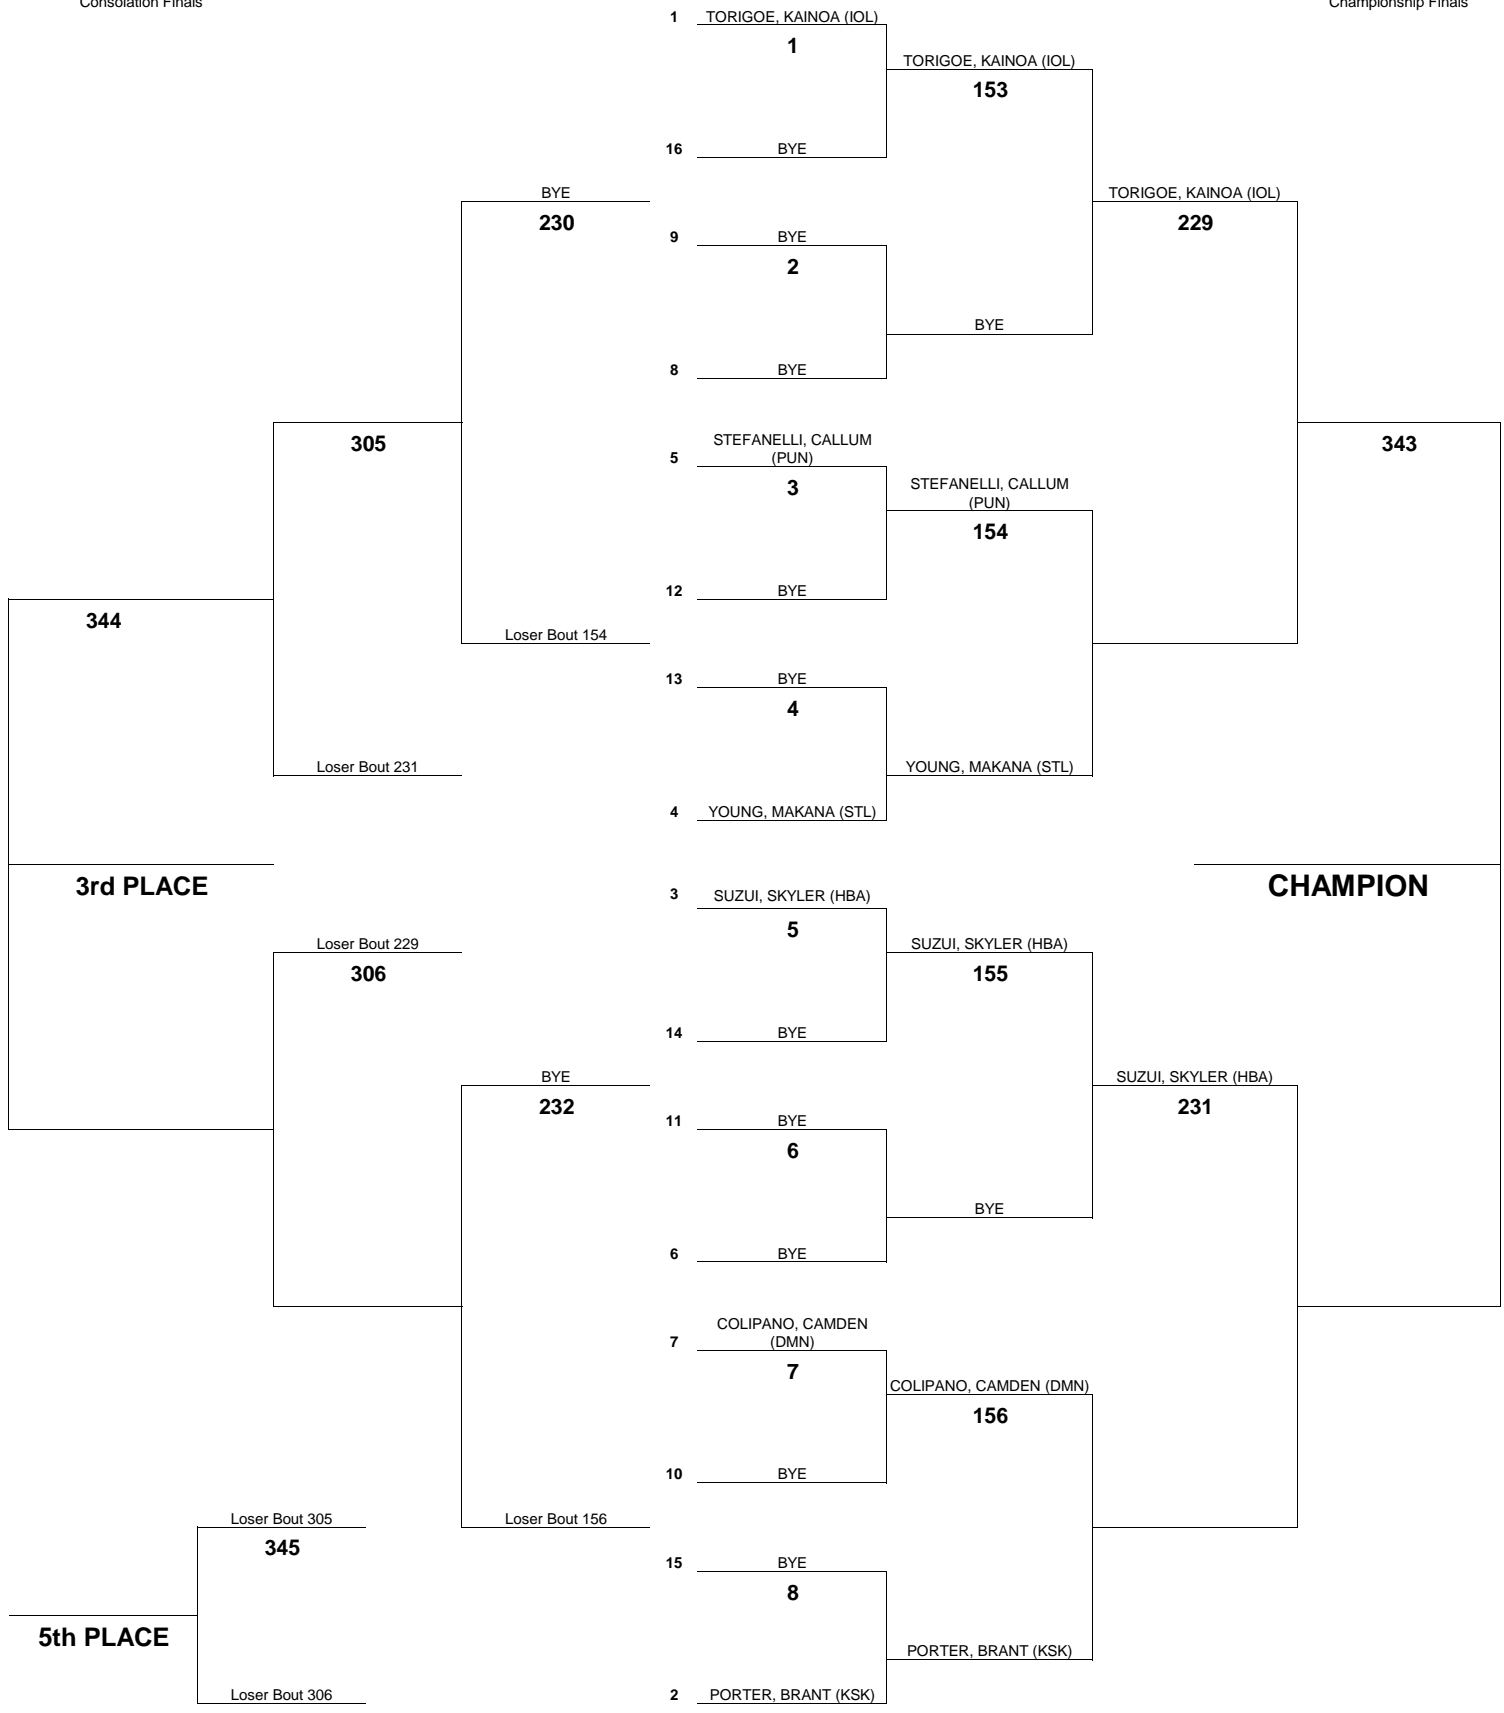 Consolation Finals
Championship Finals
1 TORIGOE, KAINOA (IOL)
1
TORIGOE, KAINOA (IOL)
153
16 BYE
BYE
TORIGOE, KAINOA (IOL)
230
229
9 BYE
2
BYE
8 BYE
305
343
STEFANELLI, CALLUM
5 (PUN)
3
STEFANELLI, CALLUM
(PUN)
154
12 BYE
344
Loser Bout 154
13 BYE
4
Loser Bout 231
YOUNG, MAKANA (STL)
4 YOUNG, MAKANA (STL)
3rd PLACE
CHAMPION
3 SUZUI, SKYLER (HBA)
5
Loser Bout 229
SUZUI, SKYLER (HBA)
306
155
14 BYE
BYE
SUZUI, SKYLER (HBA)
232
231
11 BYE
6
BYE
6 BYE
COLIPANO, CAMDEN
7 (DMN)
7
COLIPANO, CAMDEN (DMN)
156
10 BYE
Loser Bout 305
Loser Bout 156
345
15 BYE
8
5th PLACE
PORTER, BRANT (KSK)
Loser Bout 306
2 PORTER, BRANT (KSK)